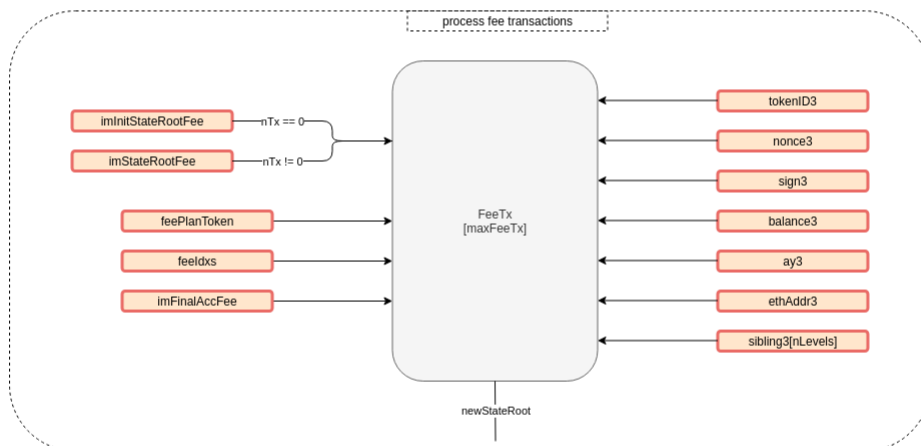 process fee transactions
imInitStateRootFee
nTx == 0
imStateRootFee
nTx != 0
feePlanToken
feeIdxs
imFinalAccFee
FeeTx
[maxFeeTx]
tokenID3
nonce3
sign3
balance3
ay3
ethAddr3
sibling3[nLevels]
newStateRoot